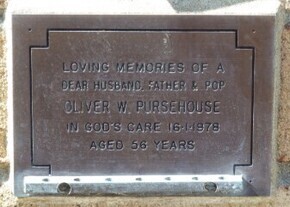 LOVING MEMORIES OF A
DEAR HUSBAND, FATHER & POP
OLIVER W. PURSEHOUSE
IN GOD'S CARE 16-1-1978
AGED 56 YEARS